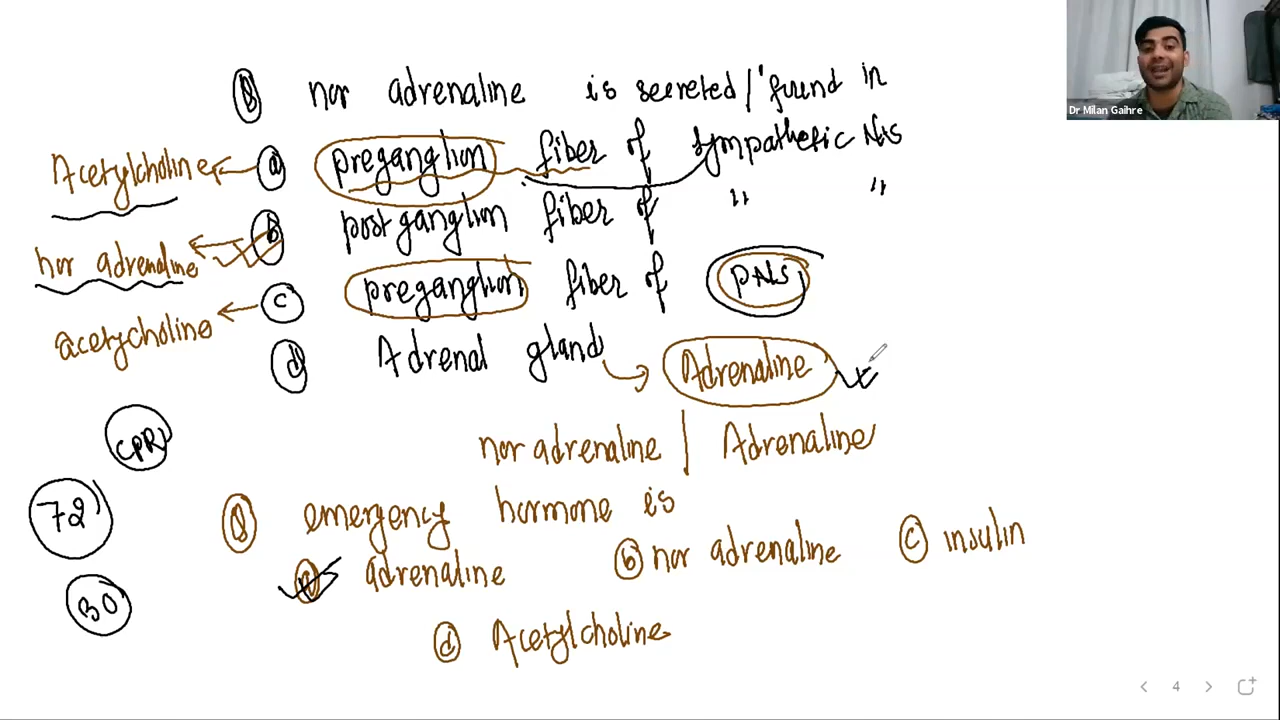 Dr Milan Gaihre
Q nor adrenaline is secreted / found in
Acetylcholine ← a preganglion fiber of sympathetic NS
nor adrenaline ← b post ganglion fiber of " "
acetycholine ← c preganglion fiber of PNS
d Adrenal gland → Adrenaline
CPR
nor adrenaline | Adrenaline
72
Q emergency hormone is
a adrenaline b nor adrenaline c insulin
30
d Acetylcholine
4